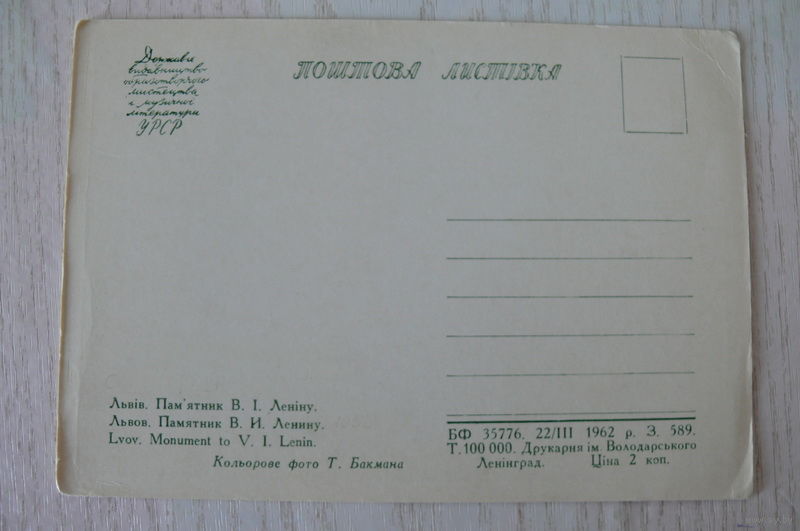 Державне
видавництво
образотворчого
мистецтва
і музичної
літератури
УРСР
ПОШТОВА ЛИСТІВКА
Львів. Пам'ятник В. І. Леніну.
Львов. Памятник В. И. Ленину.
Lvov. Monument to V. I. Lenin.
Кольорове фото Т. Бакмана
БФ 35776. 22/III 1962 р. З. 589.
Т. 100 000. Друкарня ім. Володарського
Ленінград. Ціна 2 коп.